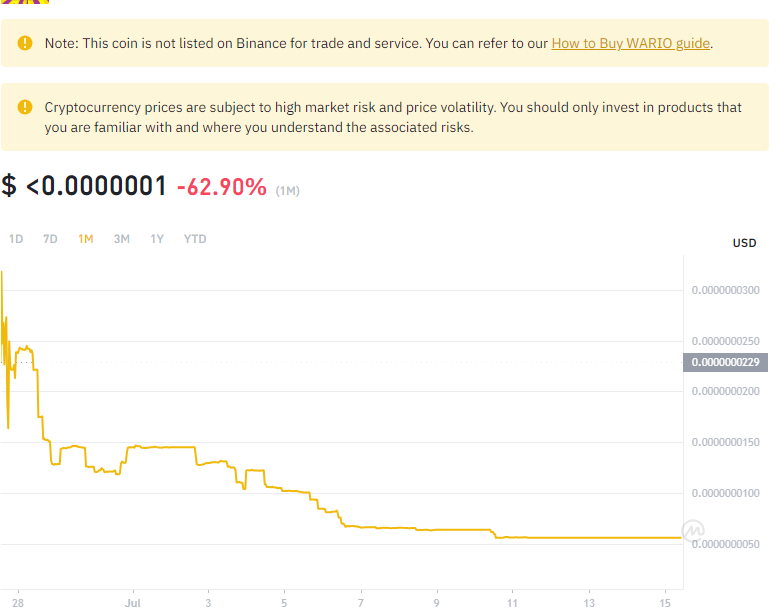 Note: This coin is not listed on Binance for trade and service. You can refer to our How to Buy WARIO guide.
Cryptocurrency prices are subject to high market risk and price volatility. You should only invest in products that
you are familiar with and where you understand the associated risks.
$ <0.0000001 -62.90% (1M)
1D 7D 1M 3M 1Y YTD
USD
0.0000000300
0.0000000250
0.0000000229
0.0000000200
0.0000000150
0.0000000100
0.0000000050
28 Jul 3 5 7 9 11 13 15